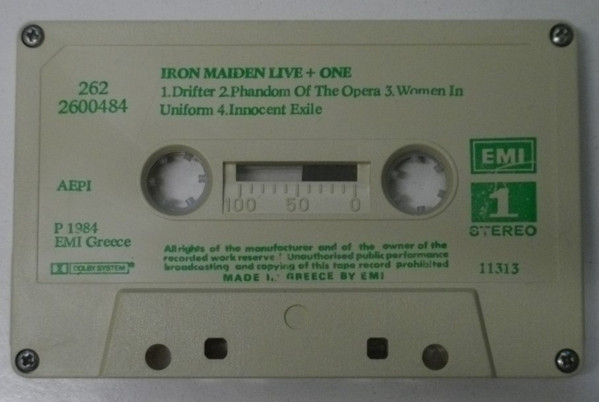 IRON MAIDEN LIVE + ONE
1.Drifter 2.Phandom Of The Opera 3.Women In
Uniform 4.Innocent Exile
262
2600484
AEPI
P 1984
EMI Greece
DOLBY SYSTEM
100 50 0
EMI
1
STEREO
11313
All rights of the manufacturer and of the owner of the
recorded work reserve Unauthorised public performance
broadcasting and copying of this tape record prohibited
MADE GREECE BY EMI